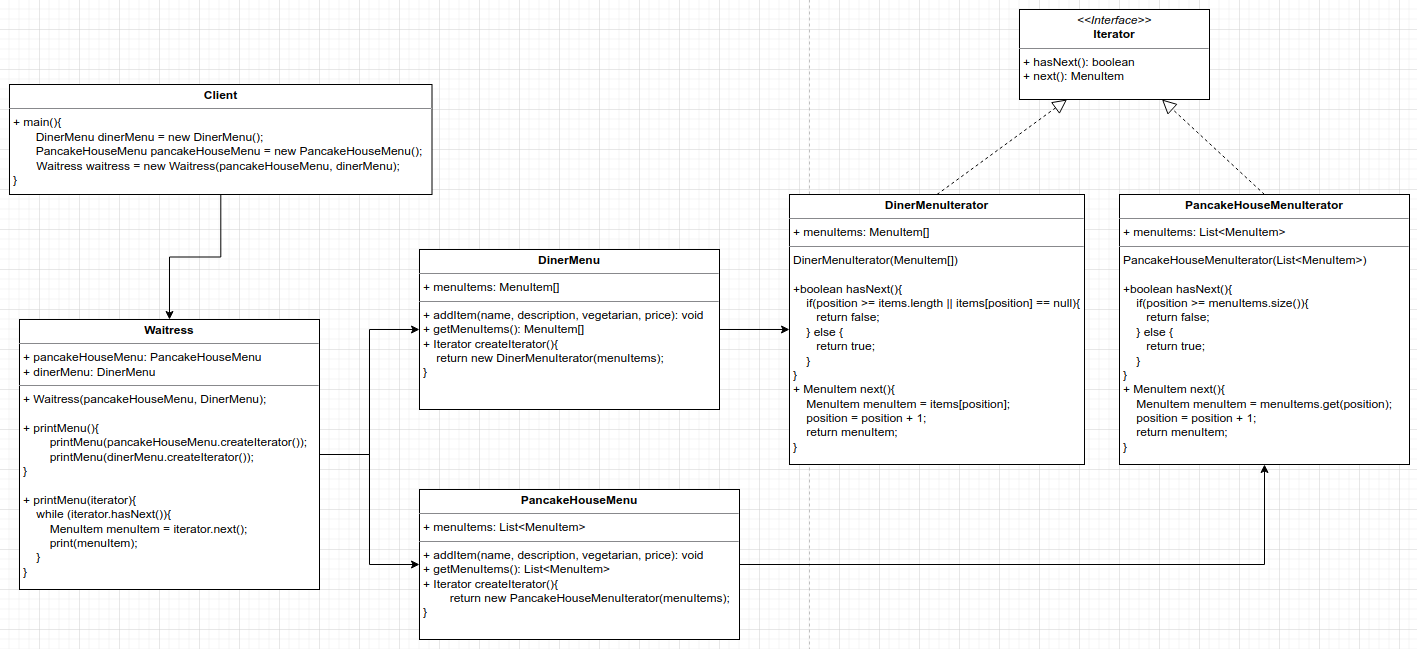 <<Interface>>
Iterator
+ hasNext(): boolean
+ next(): MenuItem
Client
+ main(){
DinerMenu dinerMenu = new DinerMenu();
PancakeHouseMenu pancakeHouseMenu = new PancakeHouseMenu();
Waitress waitress = new Waitress(pancakeHouseMenu, dinerMenu);
}
Waitress
+ pancakeHouseMenu: PancakeHouseMenu
+ dinerMenu: DinerMenu
+ Waitress(pancakeHouseMenu, DinerMenu);
+ printMenu(){
printMenu(pancakeHouseMenu.createIterator());
printMenu(dinerMenu.createIterator());
}
+ printMenu(iterator){
while (iterator.hasNext()){
MenuItem menuItem = iterator.next();
print(menuItem);
}
}
DinerMenu
+ menuItems: MenuItem[]
+ addItem(name, description, vegetarian, price): void
+ getMenuItems(): MenuItem[]
+ Iterator createIterator(){
return new DinerMenuIterator(menuItems);
}
PancakeHouseMenu
+ menuItems: List<MenuItem>
+ addItem(name, description, vegetarian, price): void
+ getMenuItems(): List<MenuItem>
+ Iterator createIterator(){
return new PancakeHouseMenuIterator(menuItems);
}
DinerMenuIterator
+ menuItems: MenuItem[]
DinerMenuIterator(MenuItem[])
+boolean hasNext(){
if(position >= items.length || items[position] == null){
return false;
} else {
return true;
}
}
+ MenuItem next(){
MenuItem menuItem = items[position];
position = position + 1;
return menuItem;
}
PancakeHouseMenuIterator
+ menuItems: List<MenuItem>
PancakeHouseMenuIterator(List<MenuItem>)
+boolean hasNext(){
if(position >= menuItems.size()){
return false;
} else {
return true;
}
}
+ MenuItem next(){
MenuItem menuItem = menuItems.get(position);
position = position + 1;
return menuItem;
}